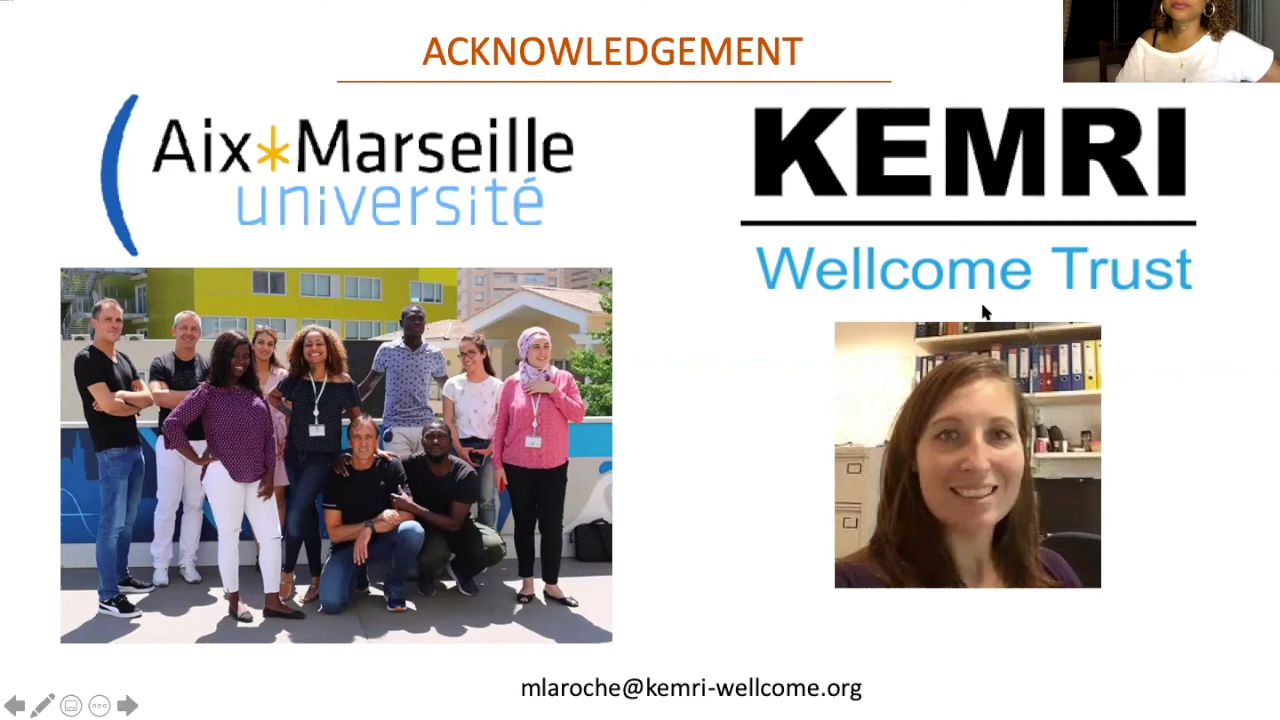 ACKNOWLEDGEMENT
Aix*Marseille
université
KEMRI
Wellcome Trust
mlaroche@kemri-wellcome.org